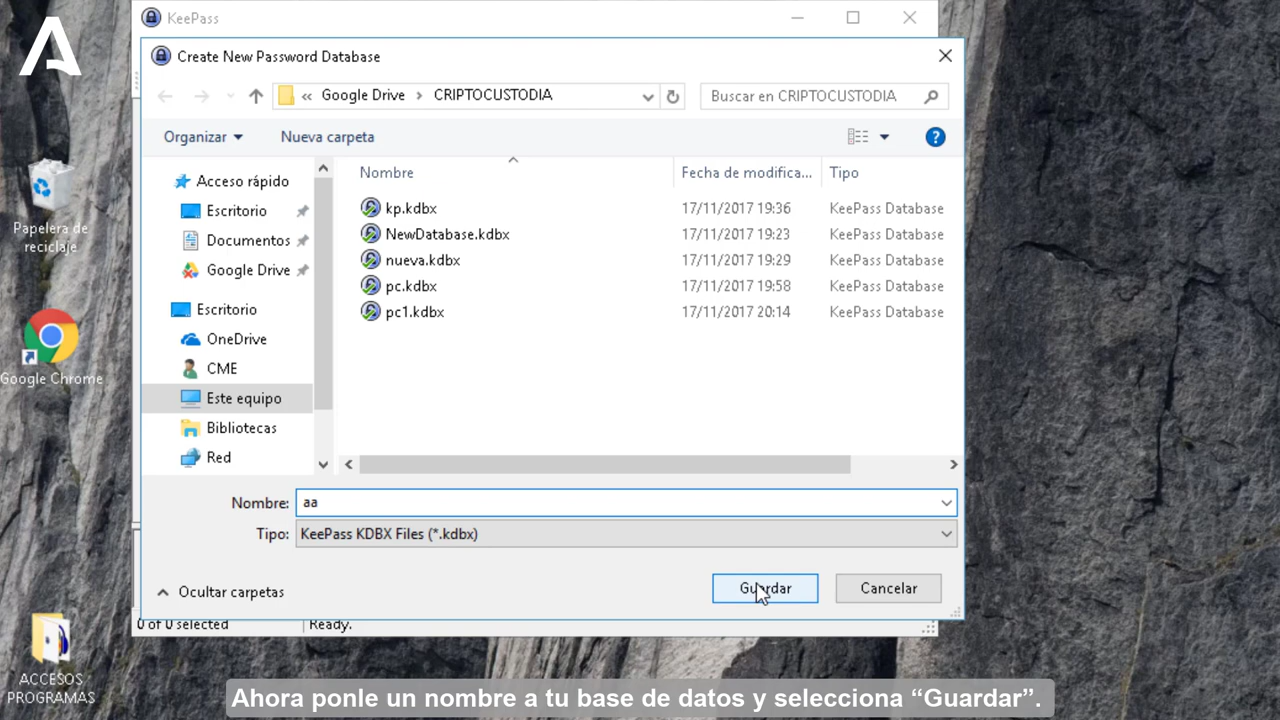 KeePass
Create New Password Database
« Google Drive > CRIPTOCUSTODIA
Buscar en CRIPTOCUSTODIA
Organizar
Nueva carpeta
Nombre
Fecha de modifica...
Tipo
Acceso rápido
Escritorio
Documentos
Google Drive
Escritorio
OneDrive
CME
Este equipo
Bibliotecas
Red
kp.kdbx 17/11/2017 19:36 KeePass Database
NewDatabase.kdbx 17/11/2017 19:23 KeePass Database
nueva.kdbx 17/11/2017 19:29 KeePass Database
pc.kdbx 17/11/2017 19:58 KeePass Database
pc1.kdbx 17/11/2017 20:14 KeePass Database
Nombre: aa
Tipo: KeePass KDBX Files (*.kdbx)
Ocultar carpetas
Guardar
Cancelar
0 of 0 selected
Ready.
Papelera de
reciclaje
Google Chrome
ACCESOS
PROGRAMAS
Ahora ponle un nombre a tu base de datos y selecciona “Guardar”.